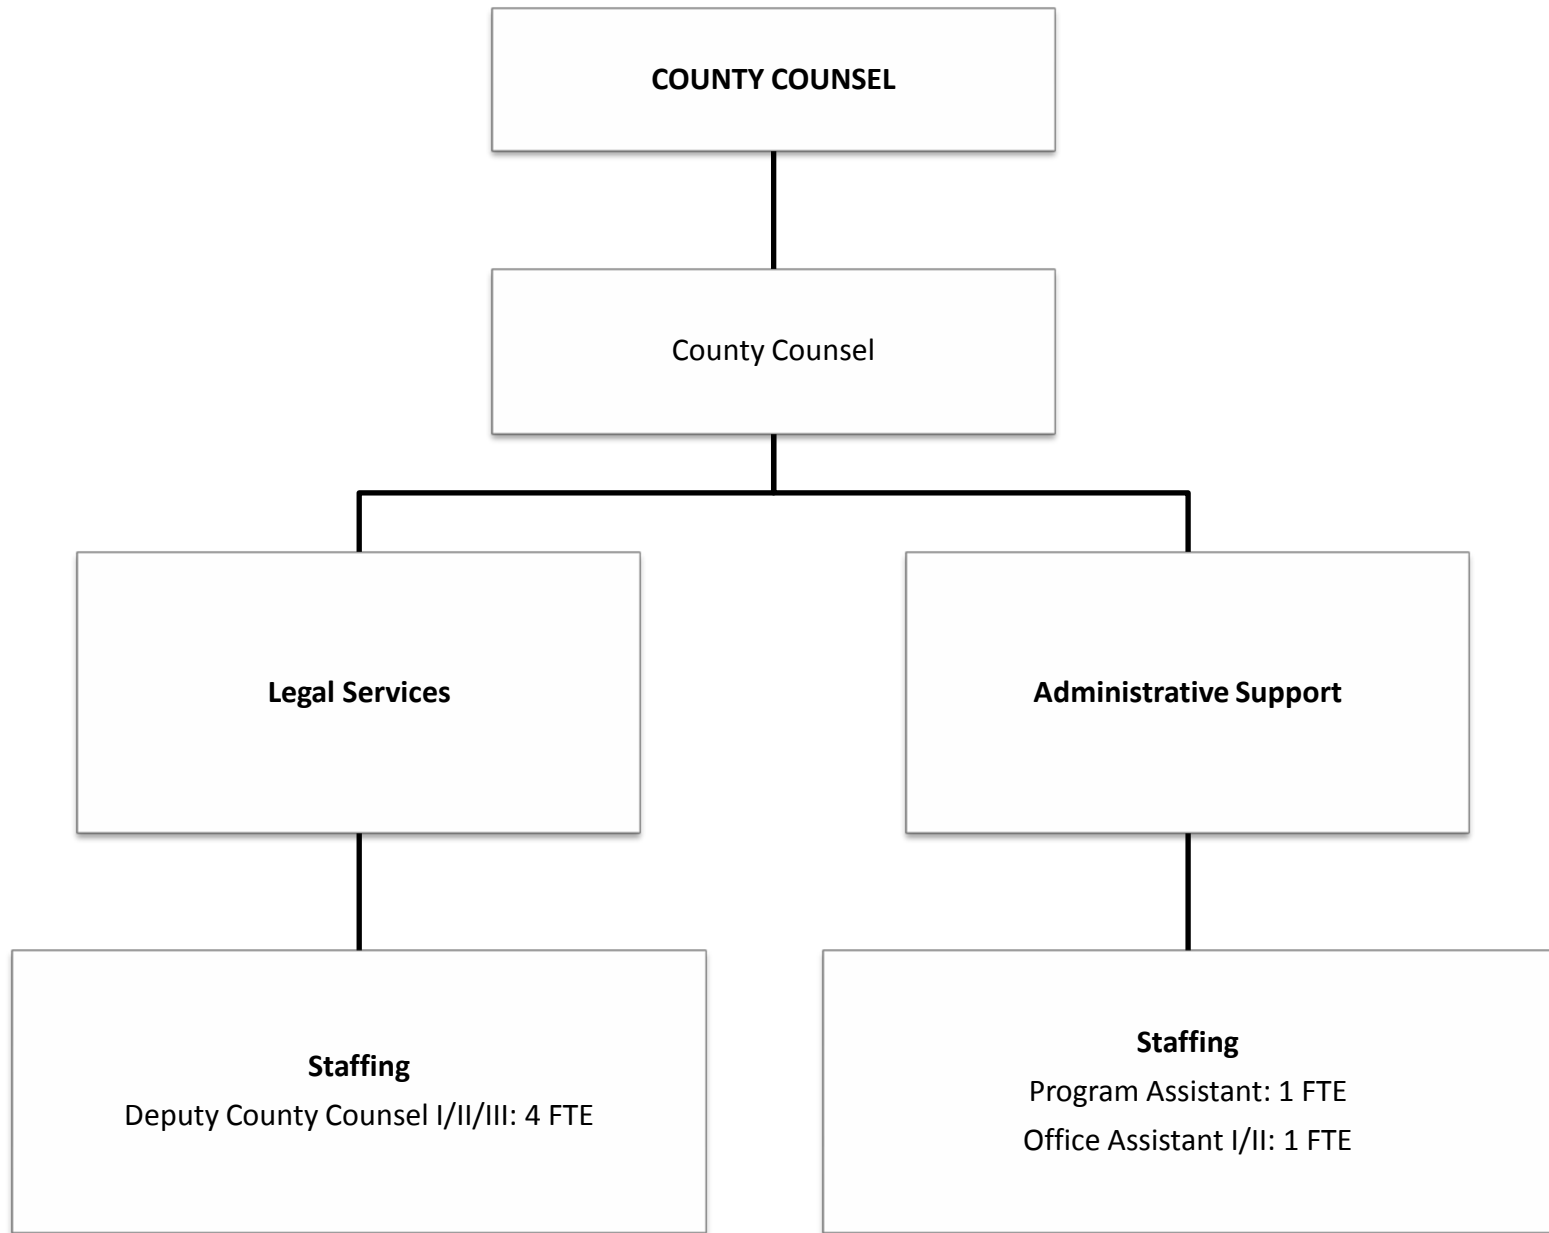 COUNTY COUNSEL
County Counsel
Legal Services
Administrative Support
Staffing
Deputy County Counsel I/II/III: 4 FTE
Staffing
Program Assistant: 1 FTE
Office Assistant I/II: 1 FTE